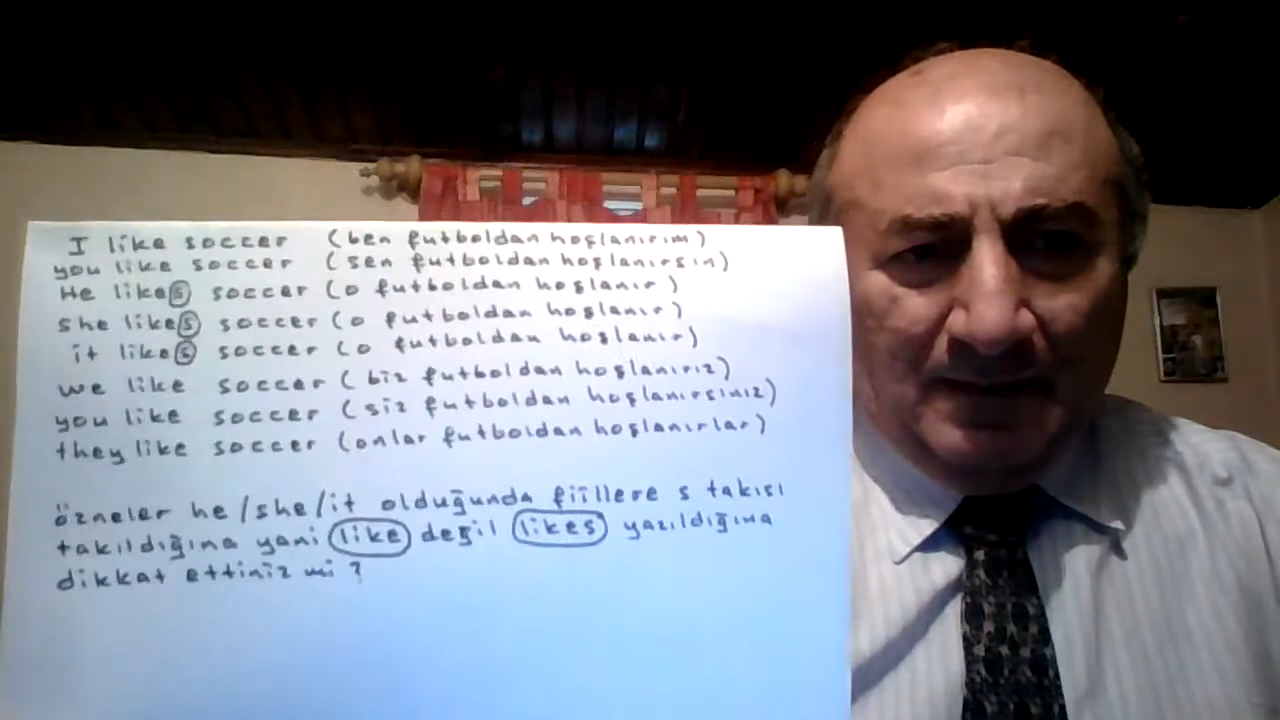 I like soccer (ben futboldan hoşlanırım)
you like soccer (sen futboldan hoşlanırsın)
He likes soccer (o futboldan hoşlanır)
she likes soccer (o futboldan hoşlanır)
it likes soccer (o futboldan hoşlanır)
we like soccer (biz futboldan hoşlanırız)
you like soccer (siz futboldan hoşlanırsınız)
they like soccer (onlar futboldan hoşlanırlar)
özneler he/she/it olduğunda fiillere s takısı
takıldığına yani like değil likes yazıldığına
dikkat ettiniz mi?